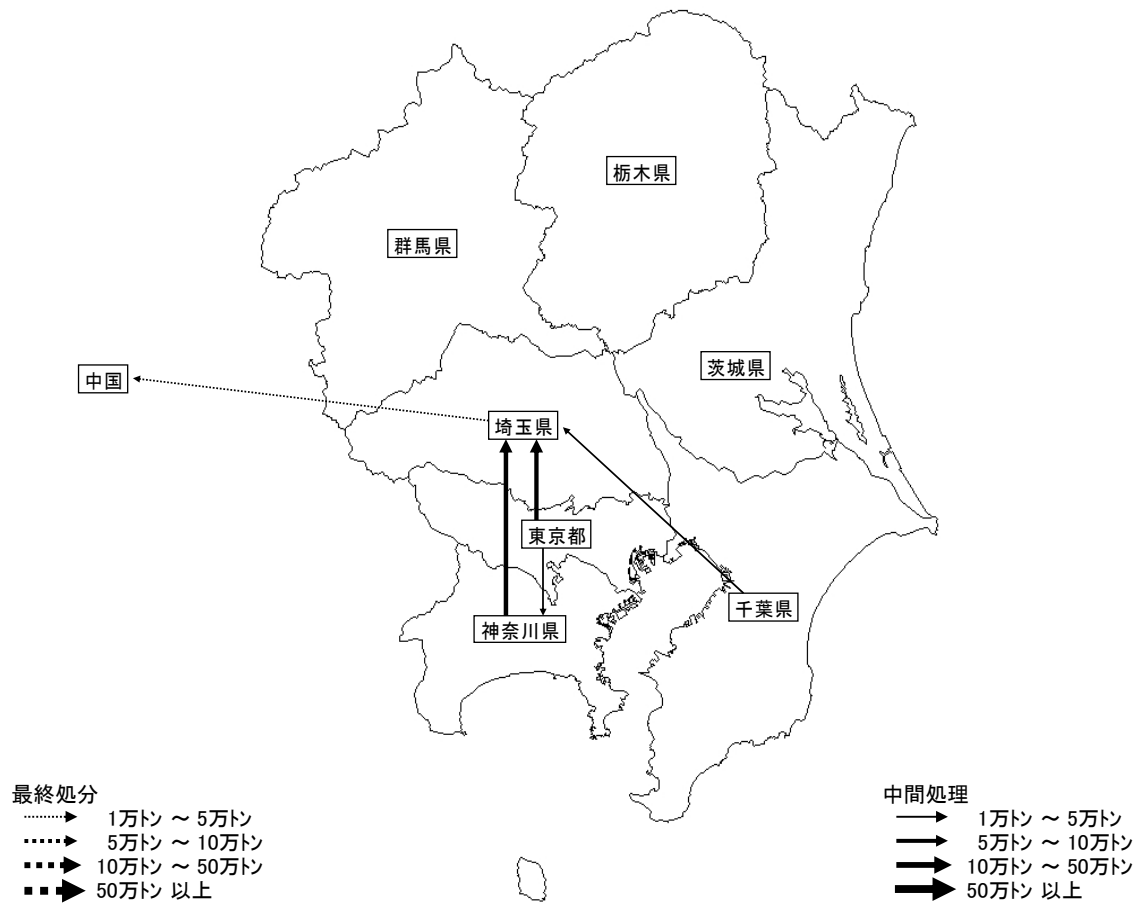 栃木県
群馬県
茨城県
中国
埼玉県
東京都
千葉県
神奈川県
最終処分
1万トン ～ 5万トン
5万トン ～ 10万トン
10万トン ～ 50万トン
50万トン 以上
中間処理
1万トン ～ 5万トン
5万トン ～ 10万トン
10万トン ～ 50万トン
50万トン 以上